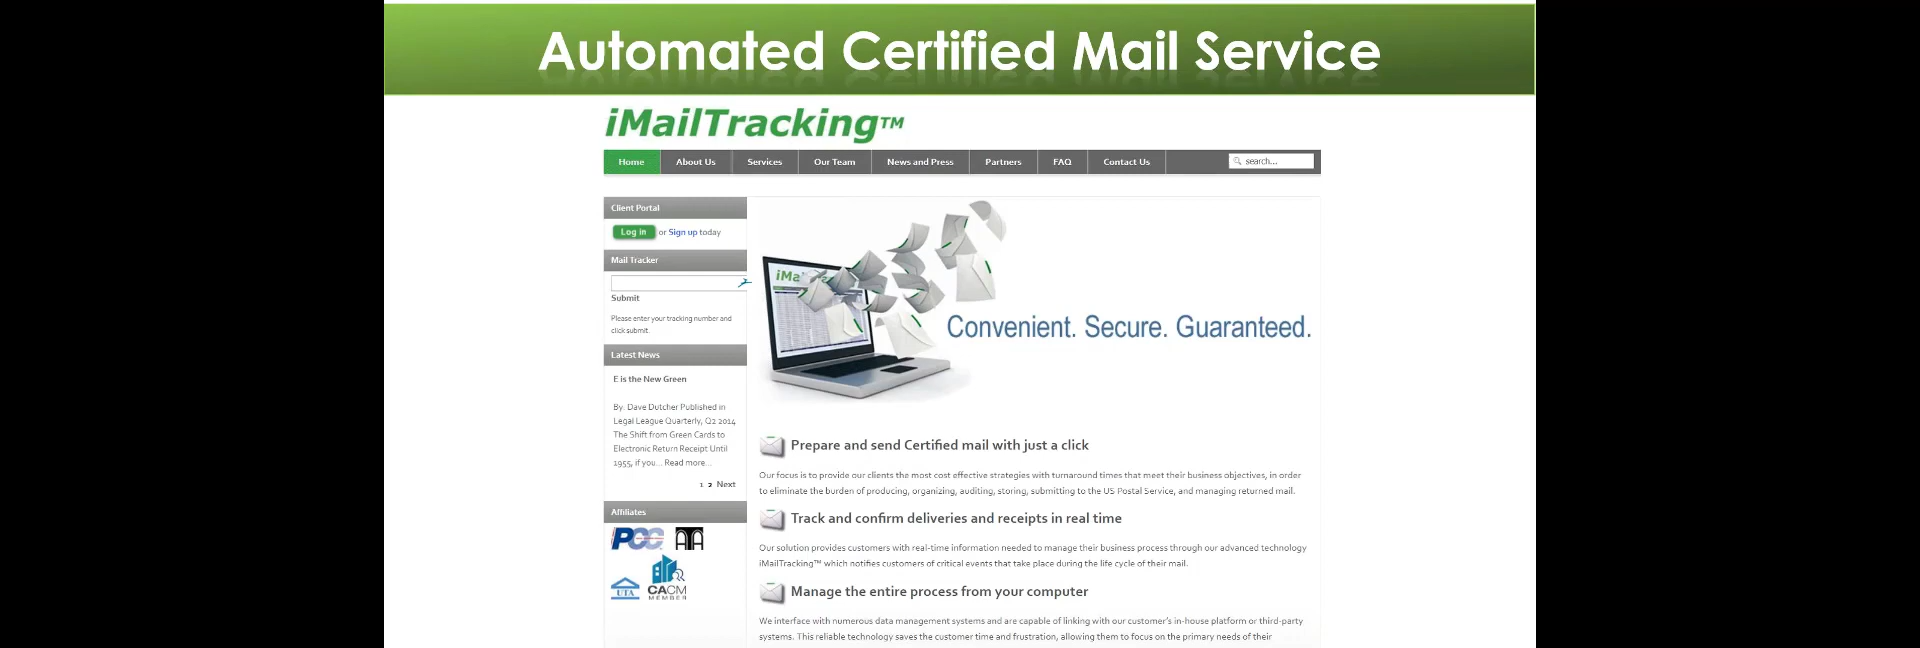 Automated Certified Mail Service
iMailTracking™
Home About Us Services Our Team News and Press Partners FAQ Contact Us search...
Client Portal
Log in or Sign up today
Mail Tracker
Submit
Please enter your tracking number and
click submit.
Latest News
E is the New Green
By: Dave Dutcher Published in
Legal League Quarterly, Q2 2014
The Shift from Green Cards to
Electronic Return Receipt Until
1955, if you... Read more...
1 2 Next
Affiliates
PCC
UTA
CACM
MEMBER
Convenient. Secure. Guaranteed.
Prepare and send Certified mail with just a click
Our focus is to provide our clients the most cost effective strategies with turnaround times that meet their business objectives, in order
to eliminate the burden of producing, organizing, auditing, storing, submitting to the US Postal Service, and managing returned mail.
Track and confirm deliveries and receipts in real time
Our solution provides customers with real-time information needed to manage their business process through our advanced technology
iMailTracking™ which notifies customers of critical events that take place during the life cycle of their mail.
Manage the entire process from your computer
We interface with numerous data management systems and are capable of linking with our customer's in-house platform or third-party
systems. This reliable technology saves the customer time and frustration, allowing them to focus on the primary needs of their